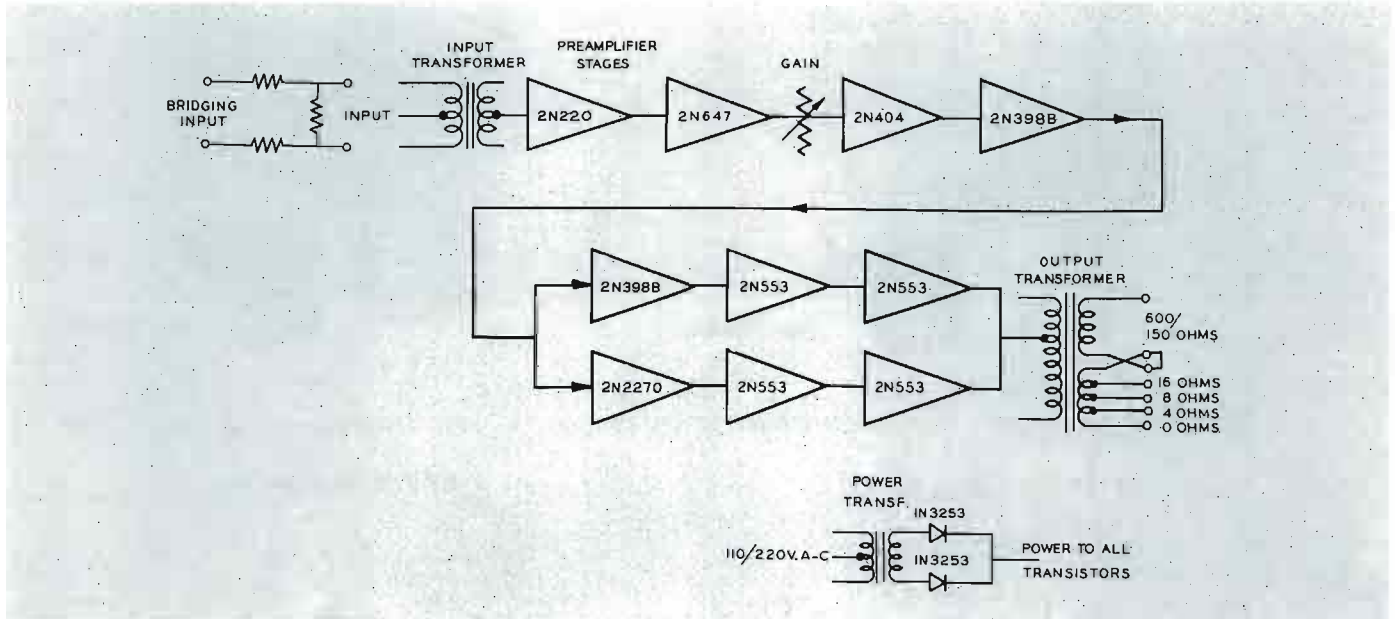 INPUT
TRANSFORMER
PREAMPLIFIER
STAGES
GAIN
BRIDGING
INPUT
INPUT
2N220
2N647
2N404
2N398B
2N398B
2N553
2N553
2N2270
2N553
2N553
OUTPUT
TRANSFORMER
600/
150 OHMS
16 OHMS
8 OHMS
4 OHMS
0 OHMS
POWER
TRANSF.
IN3253
110/220V. A-C
IN3253
POWER TO ALL
TRANSISTORS